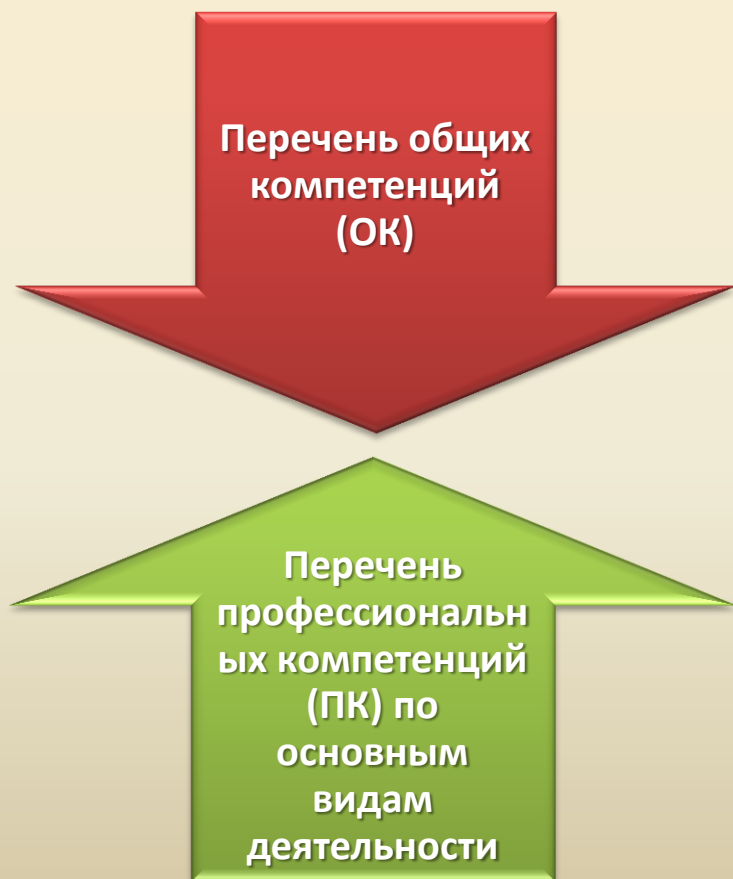 Перечень общих
компетенций
(ОК)
Перечень
профессиональн
ых компетенций
(ПК) по
основным
видам
деятельности